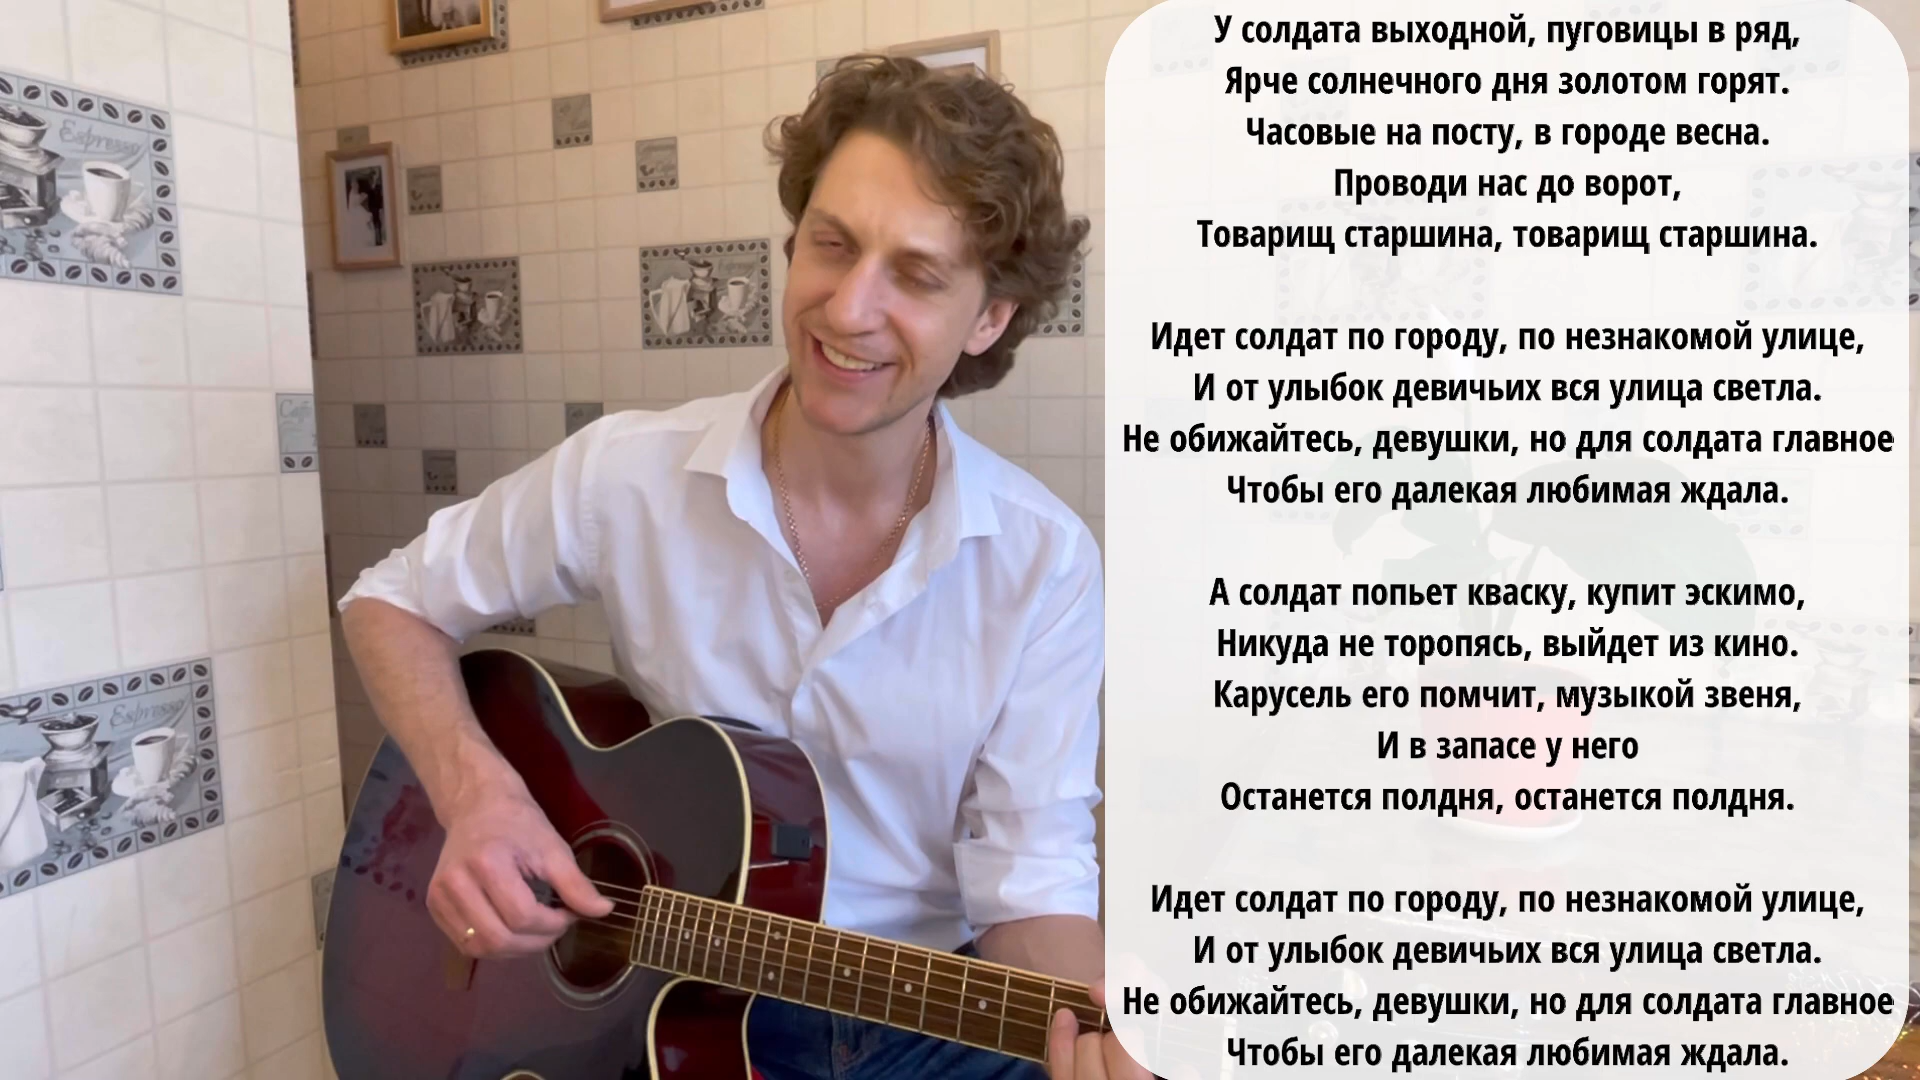 Espresso
Caffe
Espresso
У солдата выходной, пуговицы в ряд,
Ярче солнечного дня золотом горят.
Часовые на посту, в городе весна.
Проводи нас до ворот,
Товарищ старшина, товарищ старшина.
Идет солдат по городу, по незнакомой улице,
И от улыбок девичьих вся улица светла.
Не обижайтесь, девушки, но для солдата главное
Чтобы его далекая любимая ждала.
А солдат попьет кваску, купит эскимо,
Никуда не торопясь, выйдет из кино.
Карусель его помчит, музыкой звеня,
И в запасе у него
Останется полдня, останется полдня.
Идет солдат по городу, по незнакомой улице,
И от улыбок девичьих вся улица светла.
Не обижайтесь, девушки, но для солдата главное
Чтобы его далекая любимая ждала.